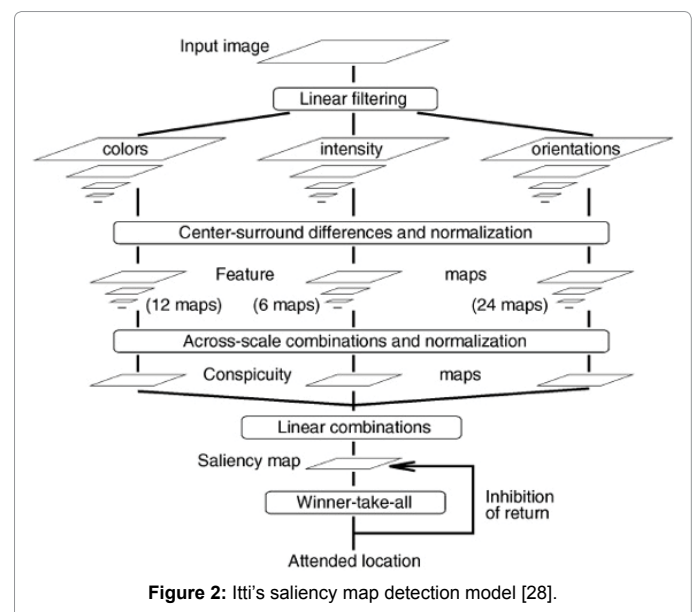 Input image
Linear filtering
colors intensity orientations
Center-surround differences and normalization
Feature maps
(12 maps) (6 maps) (24 maps)
Across-scale combinations and normalization
Conspicuity maps
Linear combinations
Saliency map
Winner-take-all
Inhibition
of return
Attended location
Figure 2: Itti's saliency map detection model [28].